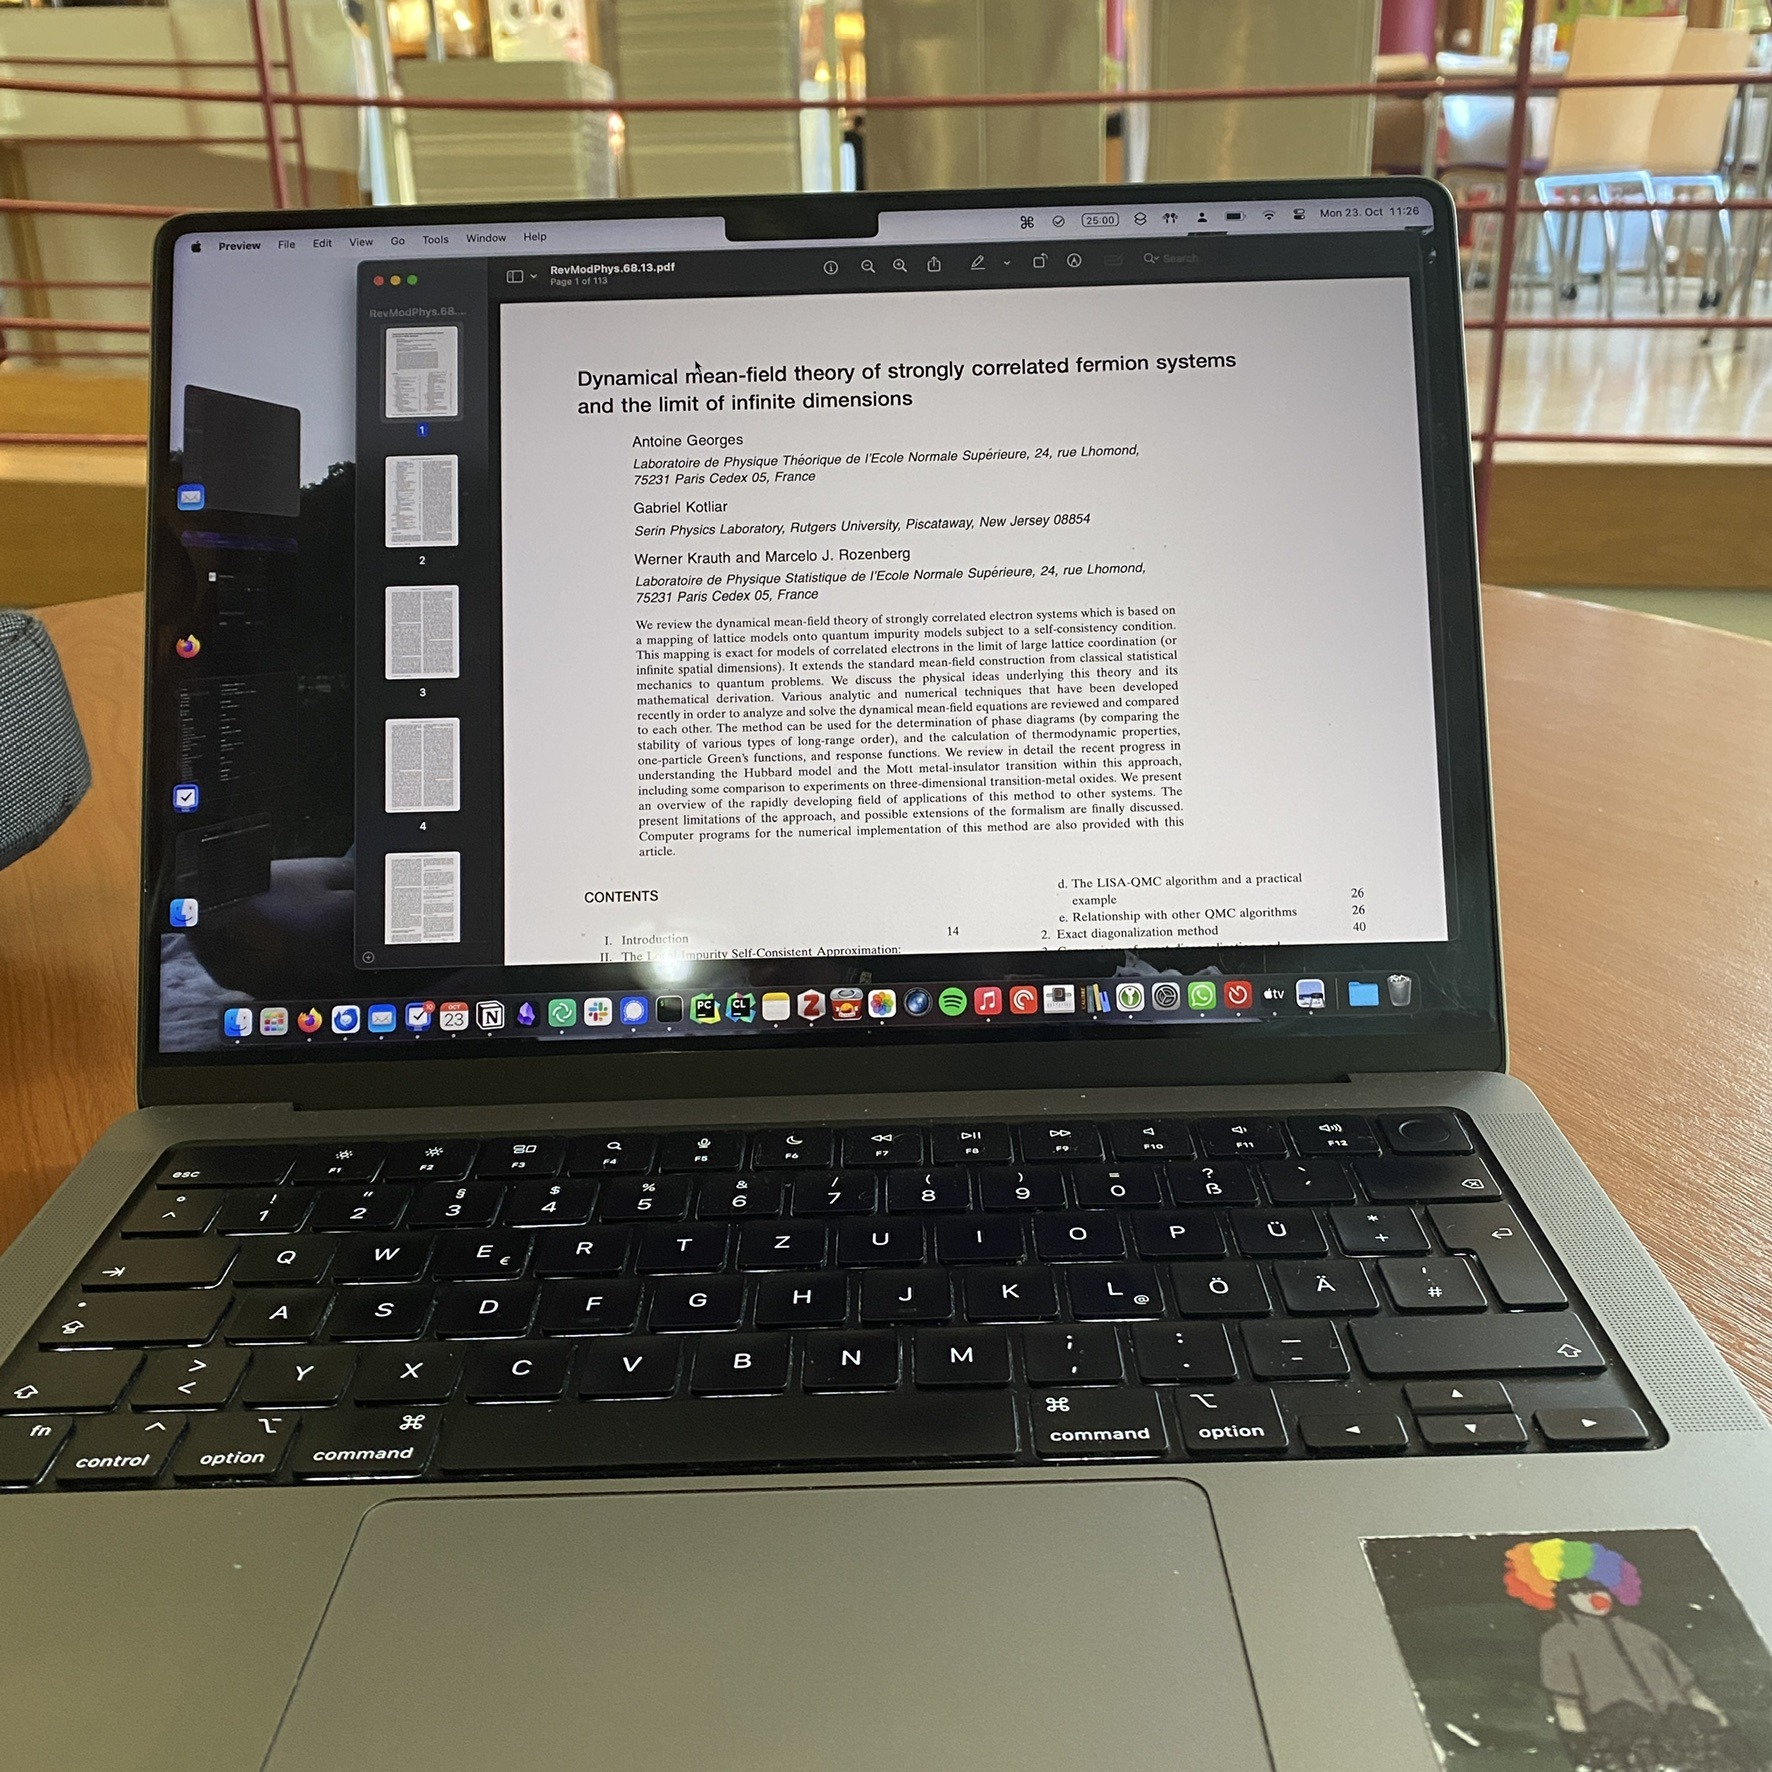 Preview File Edit View Go Tools Window Help
25:00 Mon 23. Oct 11:26
RevModPhys.68.13.pdf
Page 1 of 113
Search
RevModPhys.68....
1
2
3
4
Dynamical mean-field theory of strongly correlated fermion systems
and the limit of infinite dimensions
Antoine Georges
Laboratoire de Physique Théorique de l'Ecole Normale Supérieure, 24, rue Lhomond,
75231 Paris Cedex 05, France
Gabriel Kotliar
Serin Physics Laboratory, Rutgers University, Piscataway, New Jersey 08854
Werner Krauth and Marcelo J. Rozenberg
Laboratoire de Physique Statistique de l'Ecole Normale Supérieure, 24, rue Lhomond,
75231 Paris Cedex 05, France
We review the dynamical mean-field theory of strongly correlated electron systems which is based on
a mapping of lattice models onto quantum impurity models subject to a self-consistency condition.
This mapping is exact for models of correlated electrons in the limit of large lattice coordination (or
infinite spatial dimensions). It extends the standard mean-field construction from classical statistical
mechanics to quantum problems. We discuss the physical ideas underlying this theory and its
mathematical derivation. Various analytic and numerical techniques that have been developed
recently in order to analyze and solve the dynamical mean-field equations are reviewed and compared
to each other. The method can be used for the determination of phase diagrams (by comparing the
stability of various types of long-range order), and the calculation of thermodynamic properties,
one-particle Green's functions, and response functions. We review in detail the recent progress in
understanding the Hubbard model and the Mott metal-insulator transition within this approach,
including some comparison to experiments on three-dimensional transition-metal oxides. We present
an overview of the rapidly developing field of applications of this method to other systems. The
present limitations of the approach, and possible extensions of the formalism are finally discussed.
Computer programs for the numerical implementation of this method are also provided with this
article.
CONTENTS
I. Introduction 14
II. The Impurity Self-Consistent Approximation:
d. The LISA-QMC algorithm and a practical
example 26
e. Relationship with other QMC algorithms 26
2. Exact diagonalization method 40
OCT
23
N
PC
CL
Z
tv
esc F1 F2 F3 F4 F5 F6 F7 F8 F9 F10 F11 F12
° ! " § $ % & / ( ) = ? `
^ 1 2 3 4 5 6 7 8 9 0 ß ´
Q W E € R T Z U I O P Ü * +
A S D F G H J K L @ Ö Ä ' #
> < Y X C V B N M ; , : . _ -
fn control option command command option